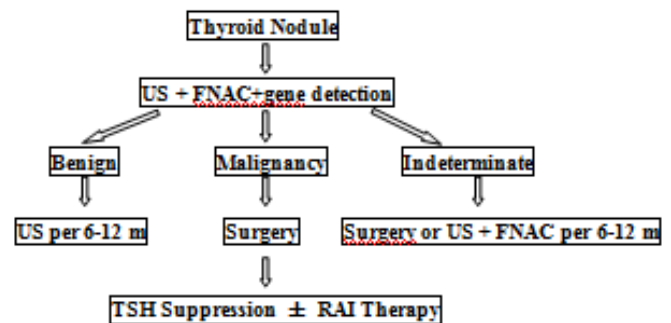 Thyroid Nodule
US + FNAC+gene detection
Benign
Malignancy
Indeterminate
US per 6-12 m
Surgery
Surgery or US + FNAC per 6-12 m
TSH Suppression ± RAI Therapy